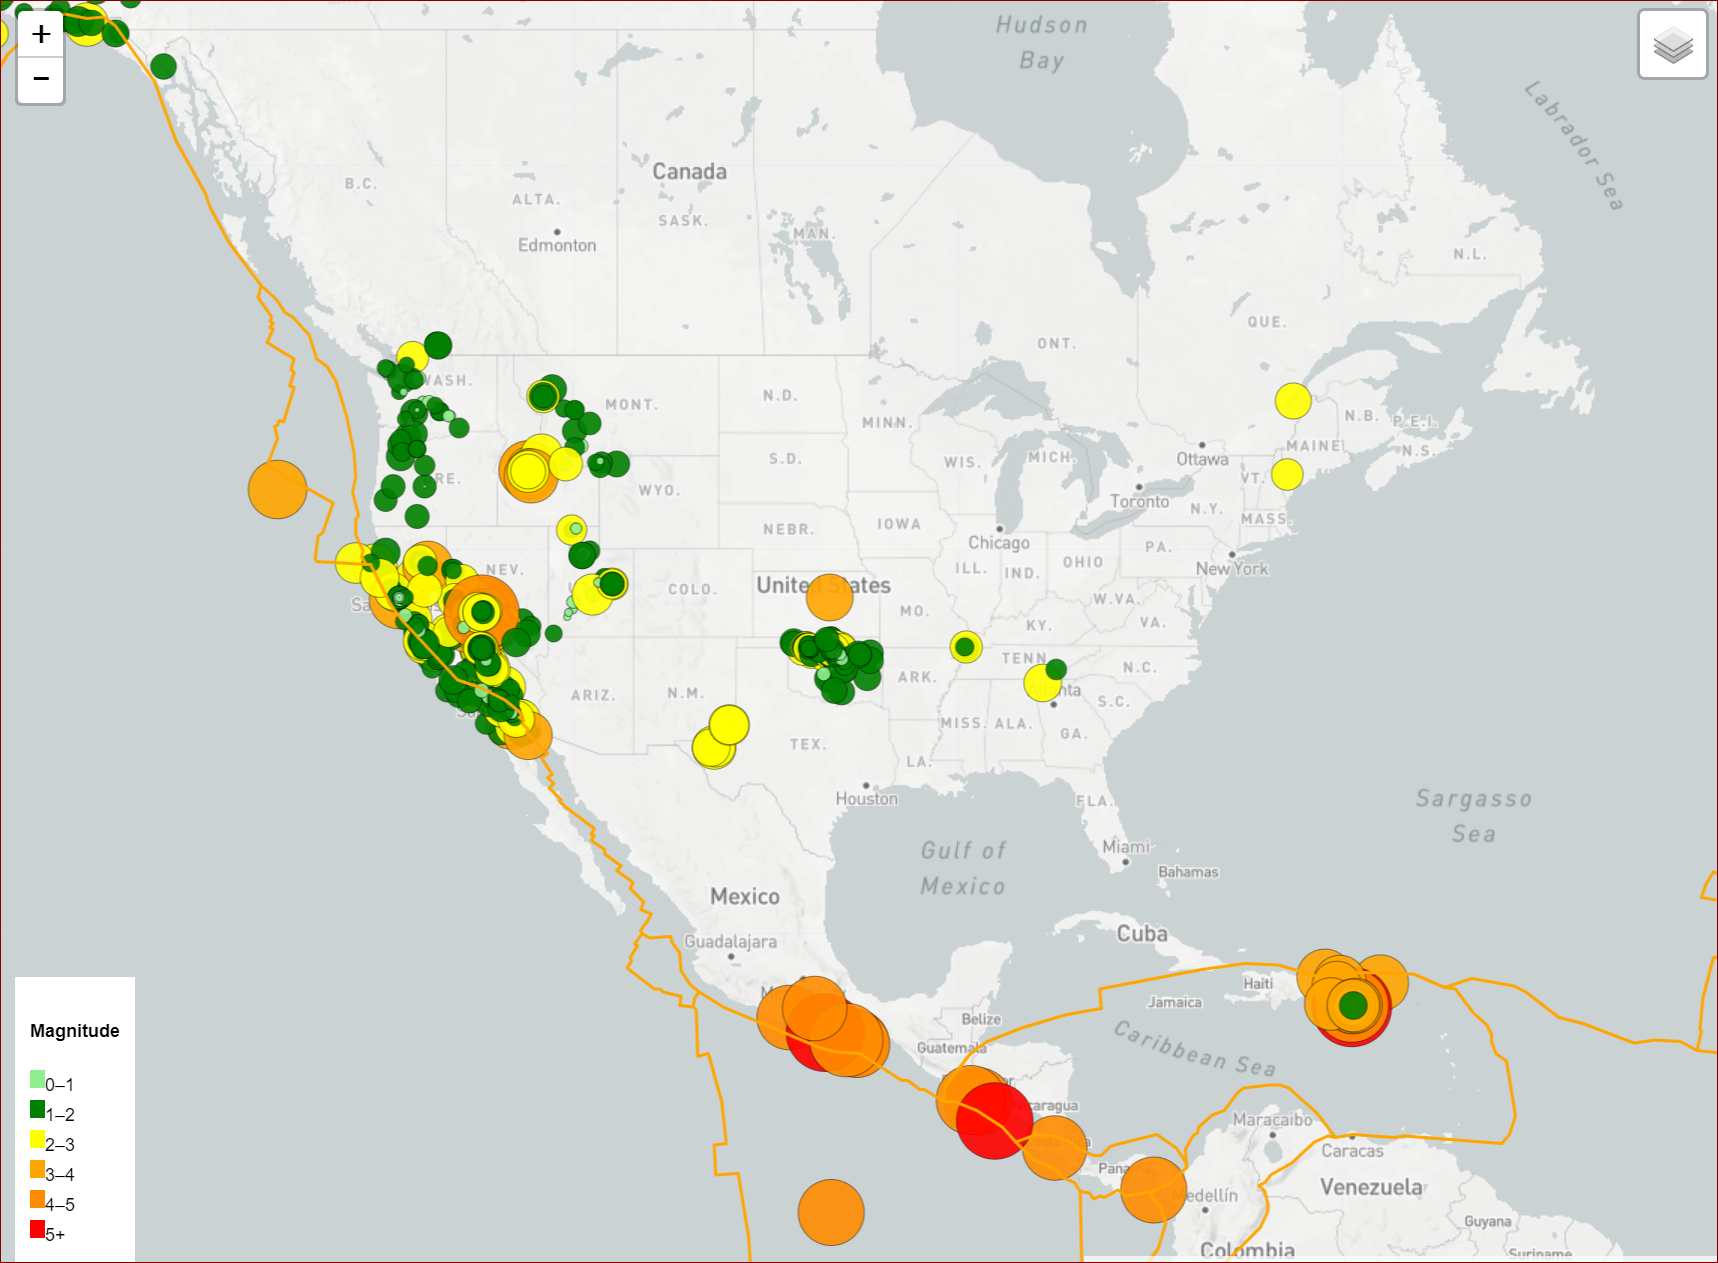 +
−
Hudson
Bay
Labrador Sea
Canada
B.C.
ALTA.
SASK.
MAN.
Edmonton
N.L.
QUE.
ONT.
WASH.
MONT.
N.D.
MINN.
N.B.
P.E.I.
MAINE
N.S.
Ottawa
S.D.
WIS.
MICH.
VT.
RE.
WYO.
Toronto
N.Y.
MASS.
NEBR.
IOWA
Chicago
OHIO
PA.
New York
NEV.
ILL.
IND.
United States
COLO.
MO.
W.VA.
KY.
VA.
TENN.
N.C.
ARK.
ARIZ.
N.M.
S.C.
MISS.
ALA.
GA.
TEX.
LA.
Houston
FLA.
Sargasso
Sea
Gulf of
Mexico
Miami
Bahamas
Mexico
Cuba
Guadalajara
Haiti
Jamaica
Belize
Caribbean Sea
Guatemala
Nicaragua
Maracaibo
Caracas
Panama
Venezuela
Medellín
Guyana
Colombia
Suriname
Magnitude
0–1
1–2
2–3
3–4
4–5
5+